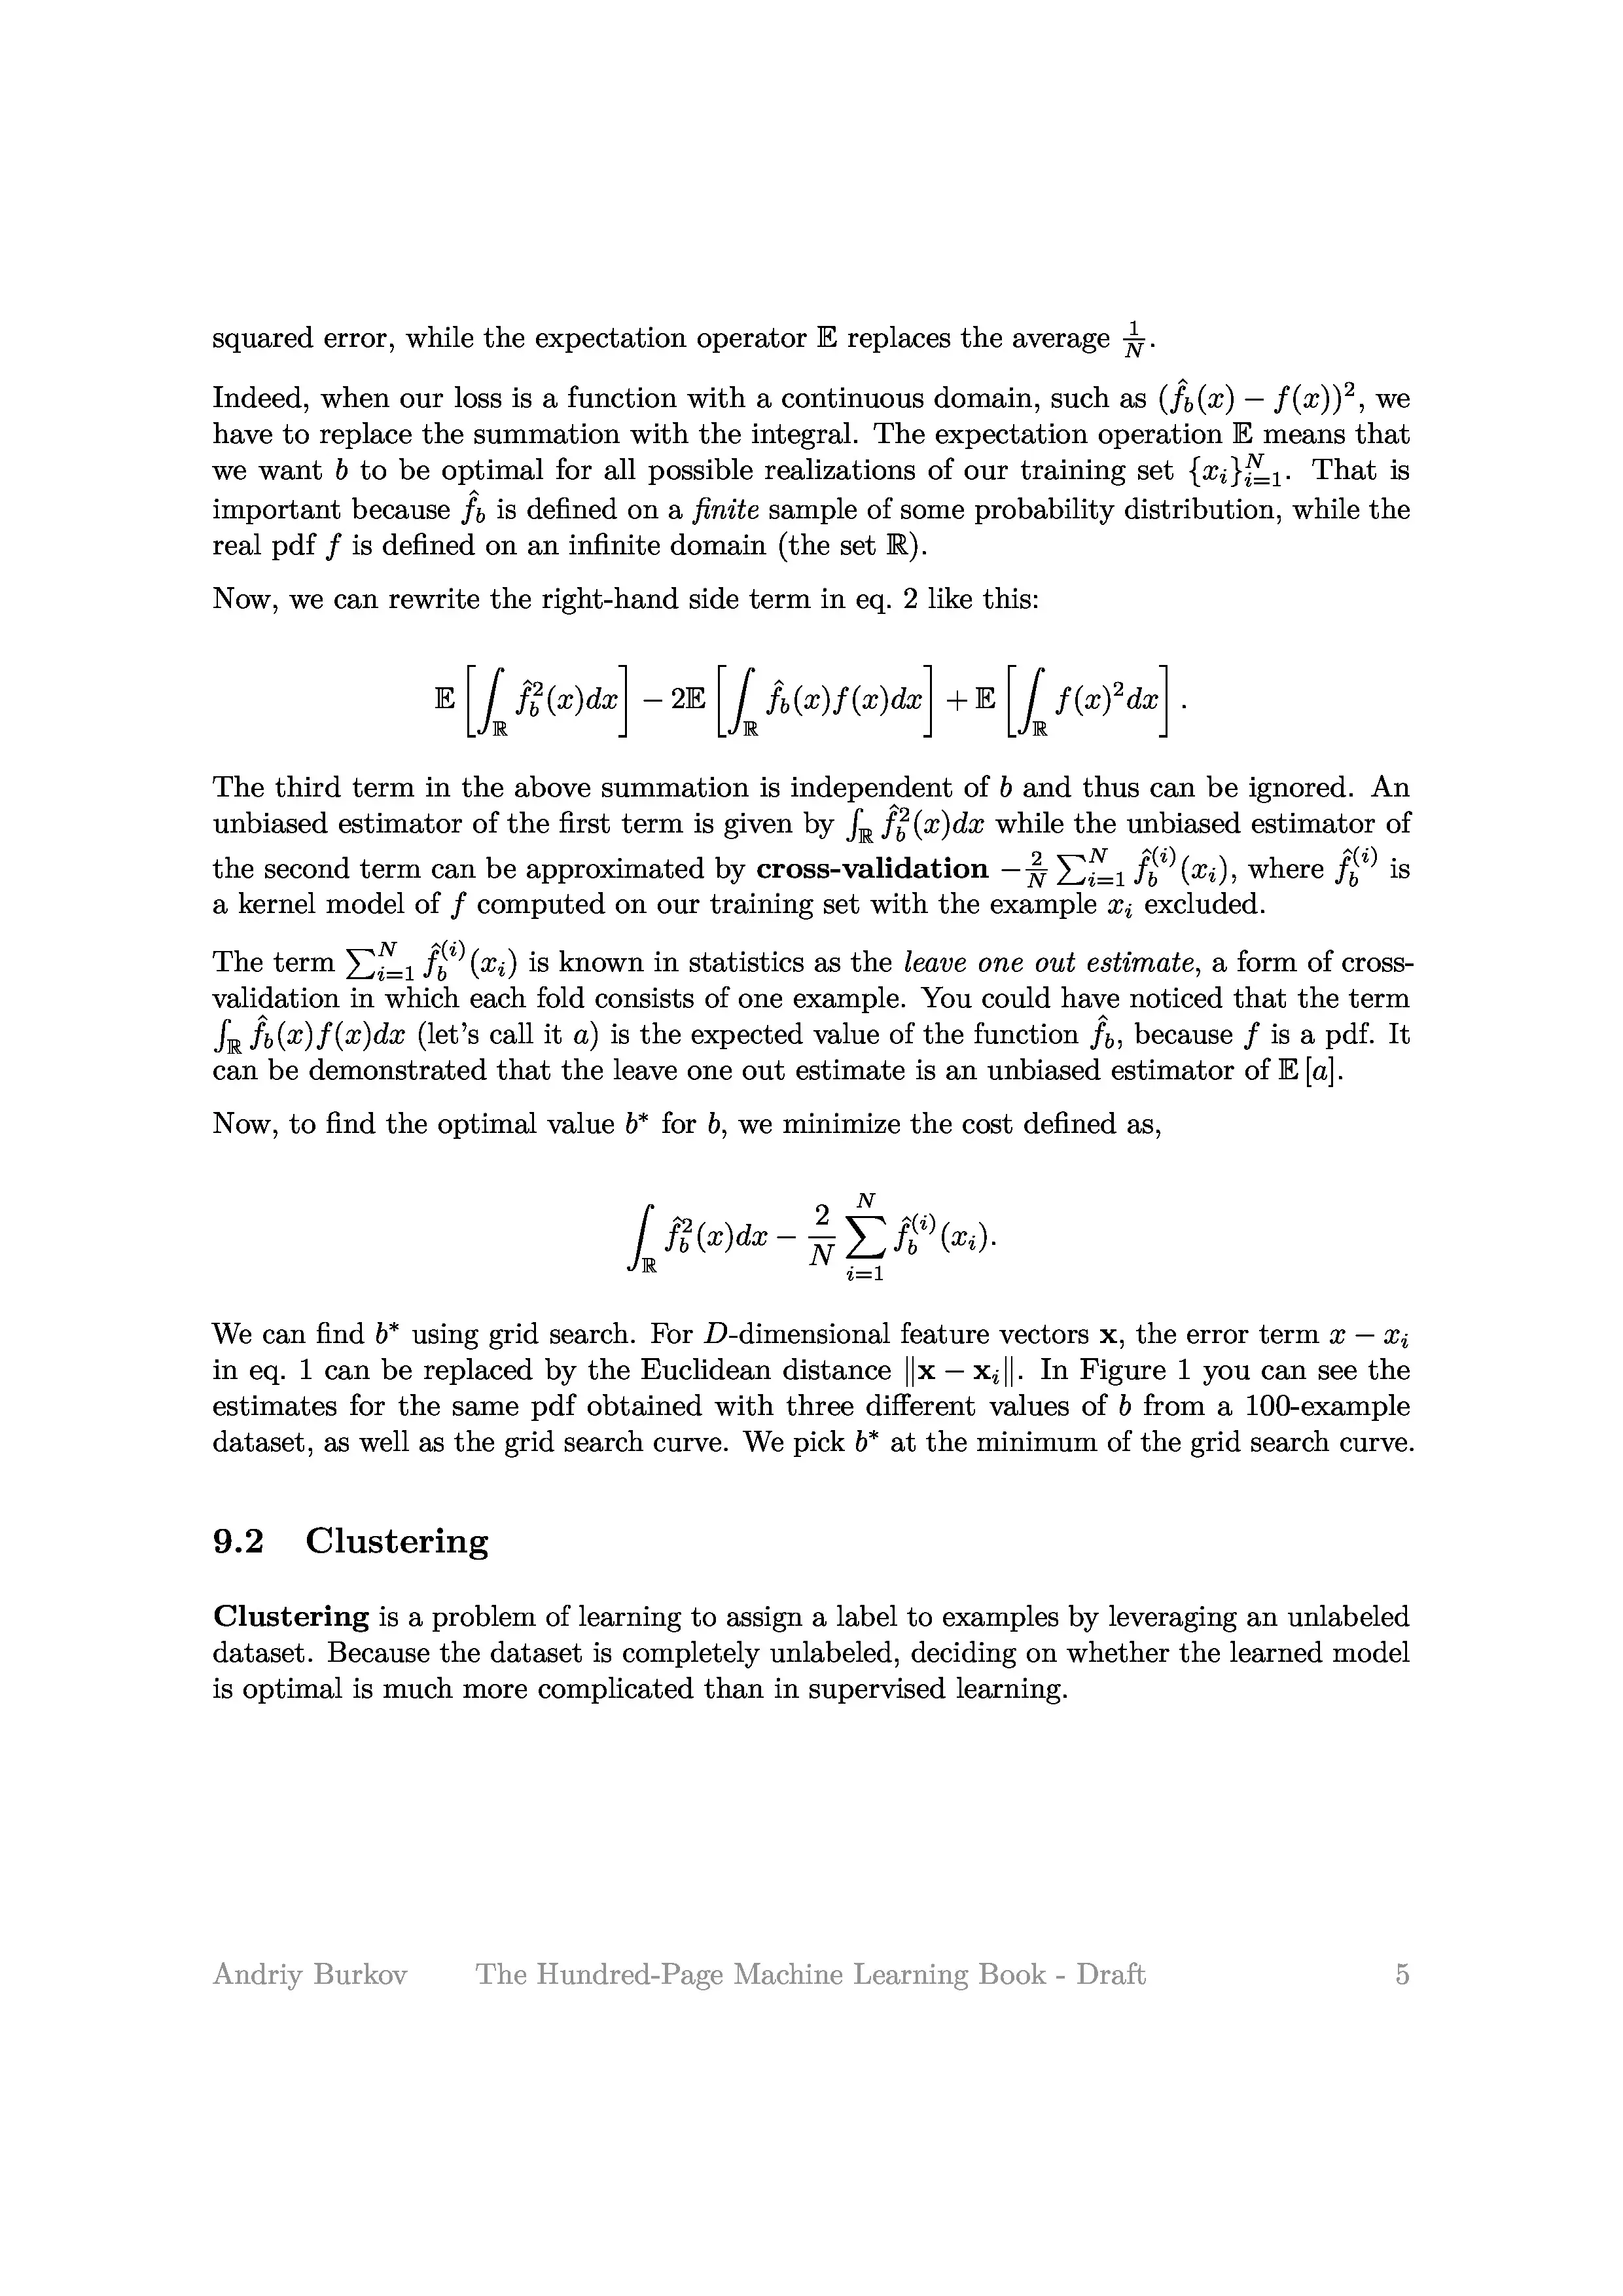 squared error, while the expectation operator 𝔼 replaces the average $\frac{1}{N}$.
Indeed, when our loss is a function with a continuous domain, such as $(\hat{f}_b(x) - f(x))^2$, we
have to replace the summation with the integral. The expectation operation 𝔼 means that
we want $b$ to be optimal for all possible realizations of our training set $\{x_i\}_{i=1}^N$. That is
important because $\hat{f}_b$ is defined on a finite sample of some probability distribution, while the
real pdf $f$ is defined on an infinite domain (the set ℝ).
Now, we can rewrite the right-hand side term in eq. 2 like this:
$\mathbb{E}\left[\int_{\mathbb{R}} \hat{f}_b^2(x)dx\right] - 2\mathbb{E}\left[\int_{\mathbb{R}} \hat{f}_b(x)f(x)dx\right] + \mathbb{E}\left[\int_{\mathbb{R}} f(x)^2dx\right].$
The third term in the above summation is independent of $b$ and thus can be ignored. An
unbiased estimator of the first term is given by $\int_{\mathbb{R}} \hat{f}_b^2(x)dx$ while the unbiased estimator of
the second term can be approximated by cross-validation $-\frac{2}{N}\sum_{i=1}^N \hat{f}_b^{(i)}(x_i)$, where $\hat{f}_b^{(i)}$ is
a kernel model of $f$ computed on our training set with the example $x_i$ excluded.
The term $\sum_{i=1}^N \hat{f}_b^{(i)}(x_i)$ is known in statistics as the leave one out estimate, a form of cross-
validation in which each fold consists of one example. You could have noticed that the term
$\int_{\mathbb{R}} \hat{f}_b(x)f(x)dx$ (let's call it $a$) is the expected value of the function $\hat{f}_b$, because $f$ is a pdf. It
can be demonstrated that the leave one out estimate is an unbiased estimator of $\mathbb{E}[a]$.
Now, to find the optimal value $b^*$ for $b$, we minimize the cost defined as,
$\int_{\mathbb{R}} \hat{f}_b^2(x)dx - \frac{2}{N}\sum_{i=1}^N \hat{f}_b^{(i)}(x_i).$
We can find $b^*$ using grid search. For $D$-dimensional feature vectors $\mathbf{x}$, the error term $x - x_i$
in eq. 1 can be replaced by the Euclidean distance $\|\mathbf{x} - \mathbf{x}_i\|$. In Figure 1 you can see the
estimates for the same pdf obtained with three different values of $b$ from a 100-example
dataset, as well as the grid search curve. We pick $b^*$ at the minimum of the grid search curve.
9.2 Clustering
Clustering is a problem of learning to assign a label to examples by leveraging an unlabeled
dataset. Because the dataset is completely unlabeled, deciding on whether the learned model
is optimal is much more complicated than in supervised learning.
Andriy Burkov The Hundred-Page Machine Learning Book - Draft 5